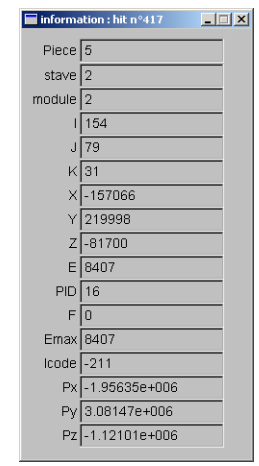 information : hit n°417
Piece 5
stave 2
module 2
I 154
J 79
K 31
X -157066
Y 219998
Z -81700
E 8407
PID 16
F 0
Emax 8407
Icode -211
Px -1.95635e+006
Py 3.08147e+006
Pz -1.12101e+006